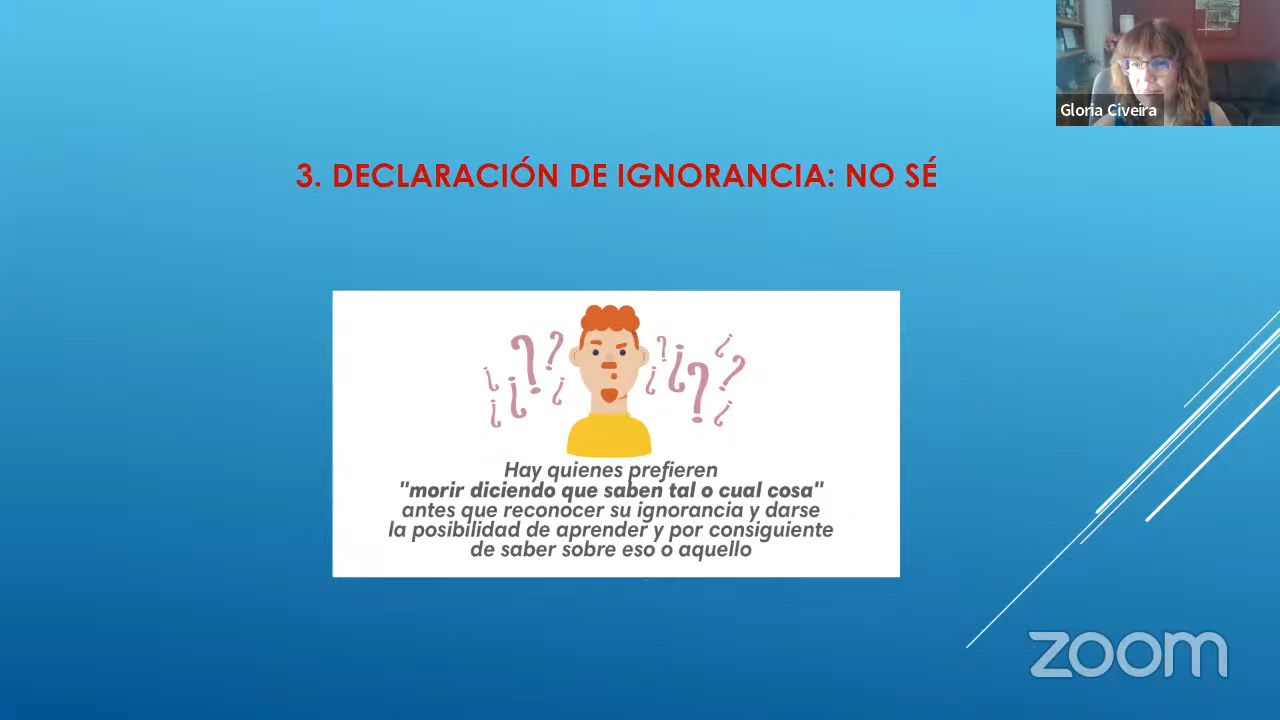 Gloria Civeira
3. DECLARACIÓN DE IGNORANCIA: NO SÉ
¿ ¿ ¿ ? ? ¿ ? ¿ ¿ ? ¿ ? ¿
Hay quienes prefieren
"morir diciendo que saben tal o cual cosa"
antes que reconocer su ignorancia y darse
la posibilidad de aprender y por consiguiente
de saber sobre eso o aquello
zoom